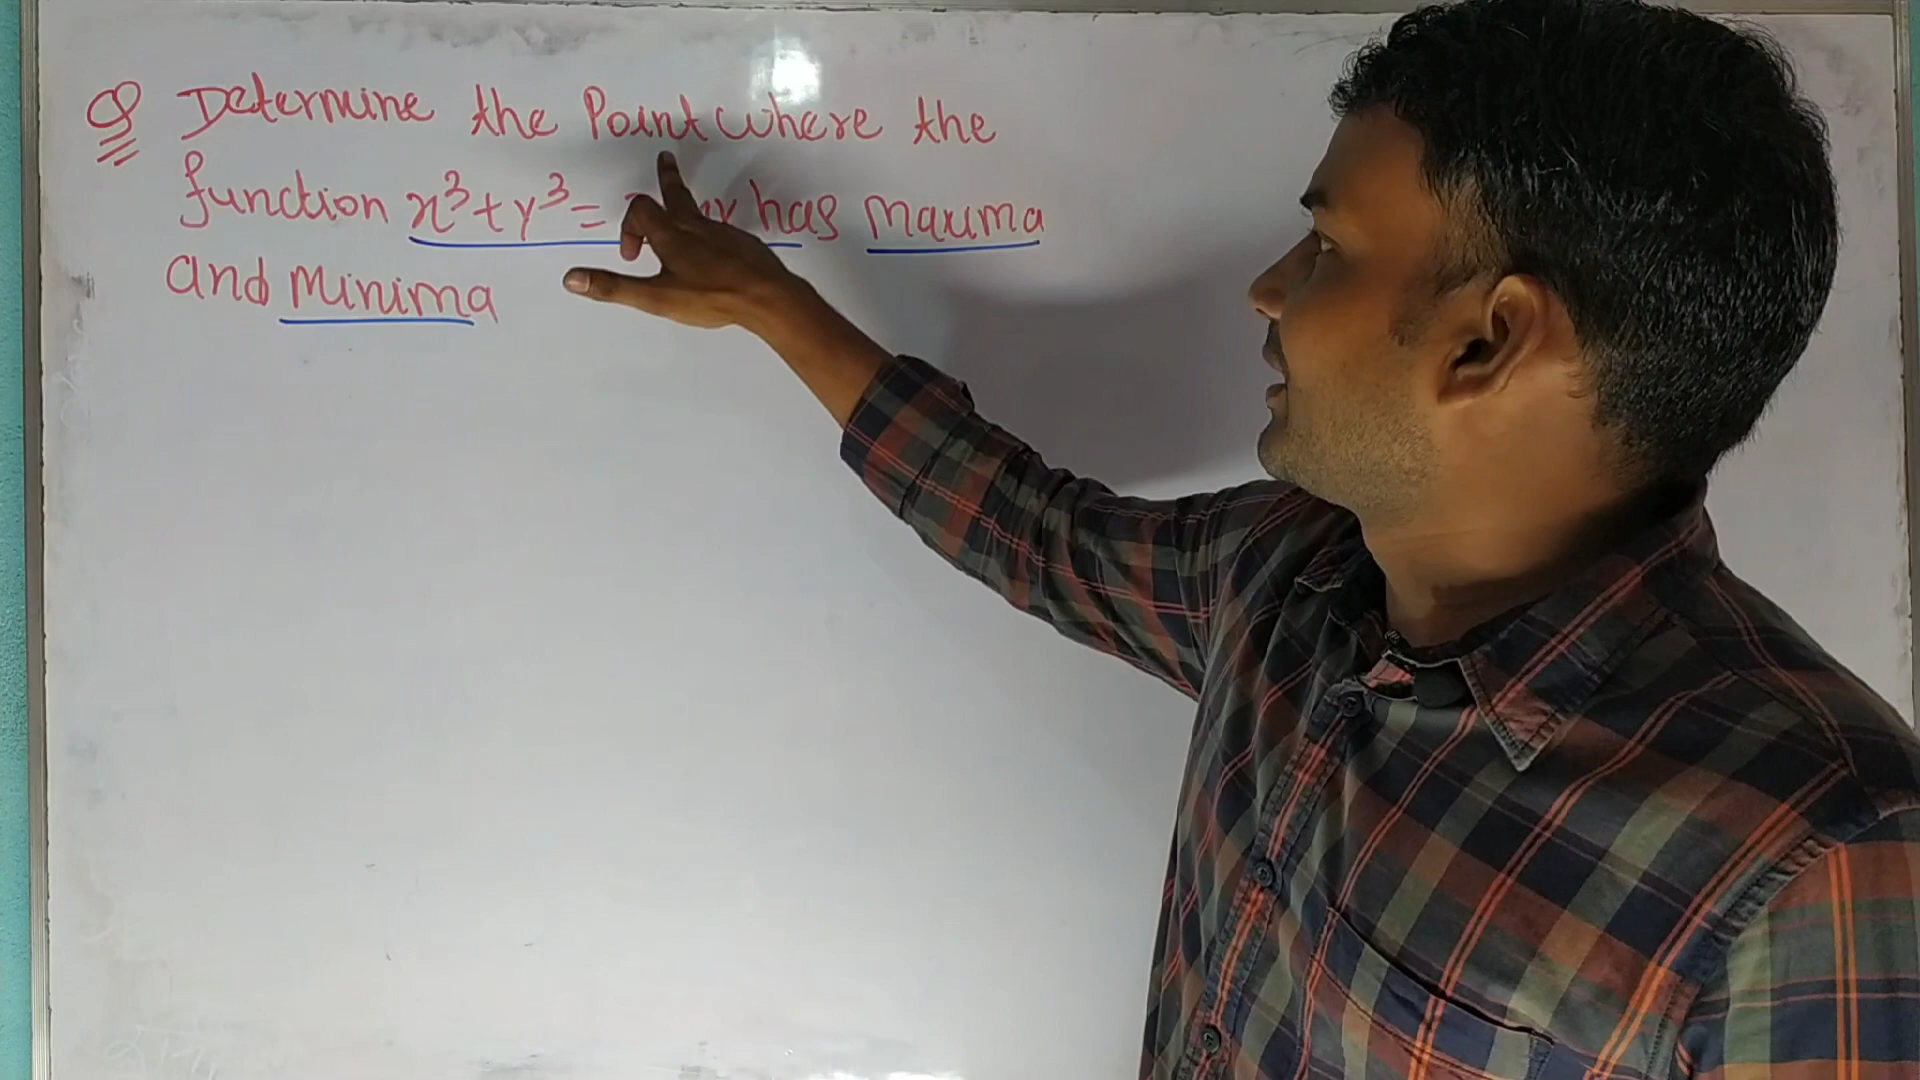 Q Determine the Point where the
function x³+y³= has maxima
and Minima